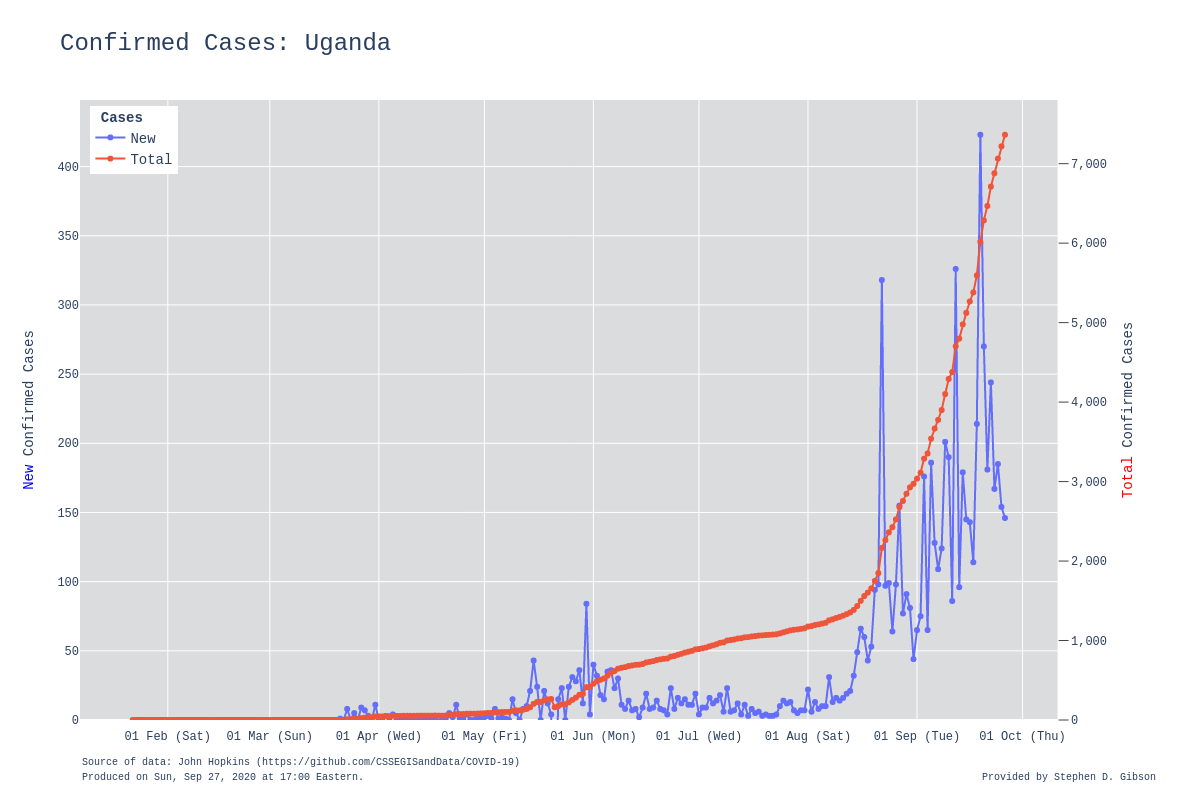 Confirmed Cases: Uganda
Cases
New
Total
400
350
300
250
200
150
100
50
0
7,000
6,000
5,000
4,000
3,000
2,000
1,000
0
New Confirmed Cases
Total Confirmed Cases
01 Feb (Sat)
01 Mar (Sun)
01 Apr (Wed)
01 May (Fri)
01 Jun (Mon)
01 Jul (Wed)
01 Aug (Sat)
01 Sep (Tue)
01 Oct (Thu)
Source of data: John Hopkins (https://github.com/CSSEGISandData/COVID-19)
Produced on Sun, Sep 27, 2020 at 17:00 Eastern.
Provided by Stephen D. Gibson